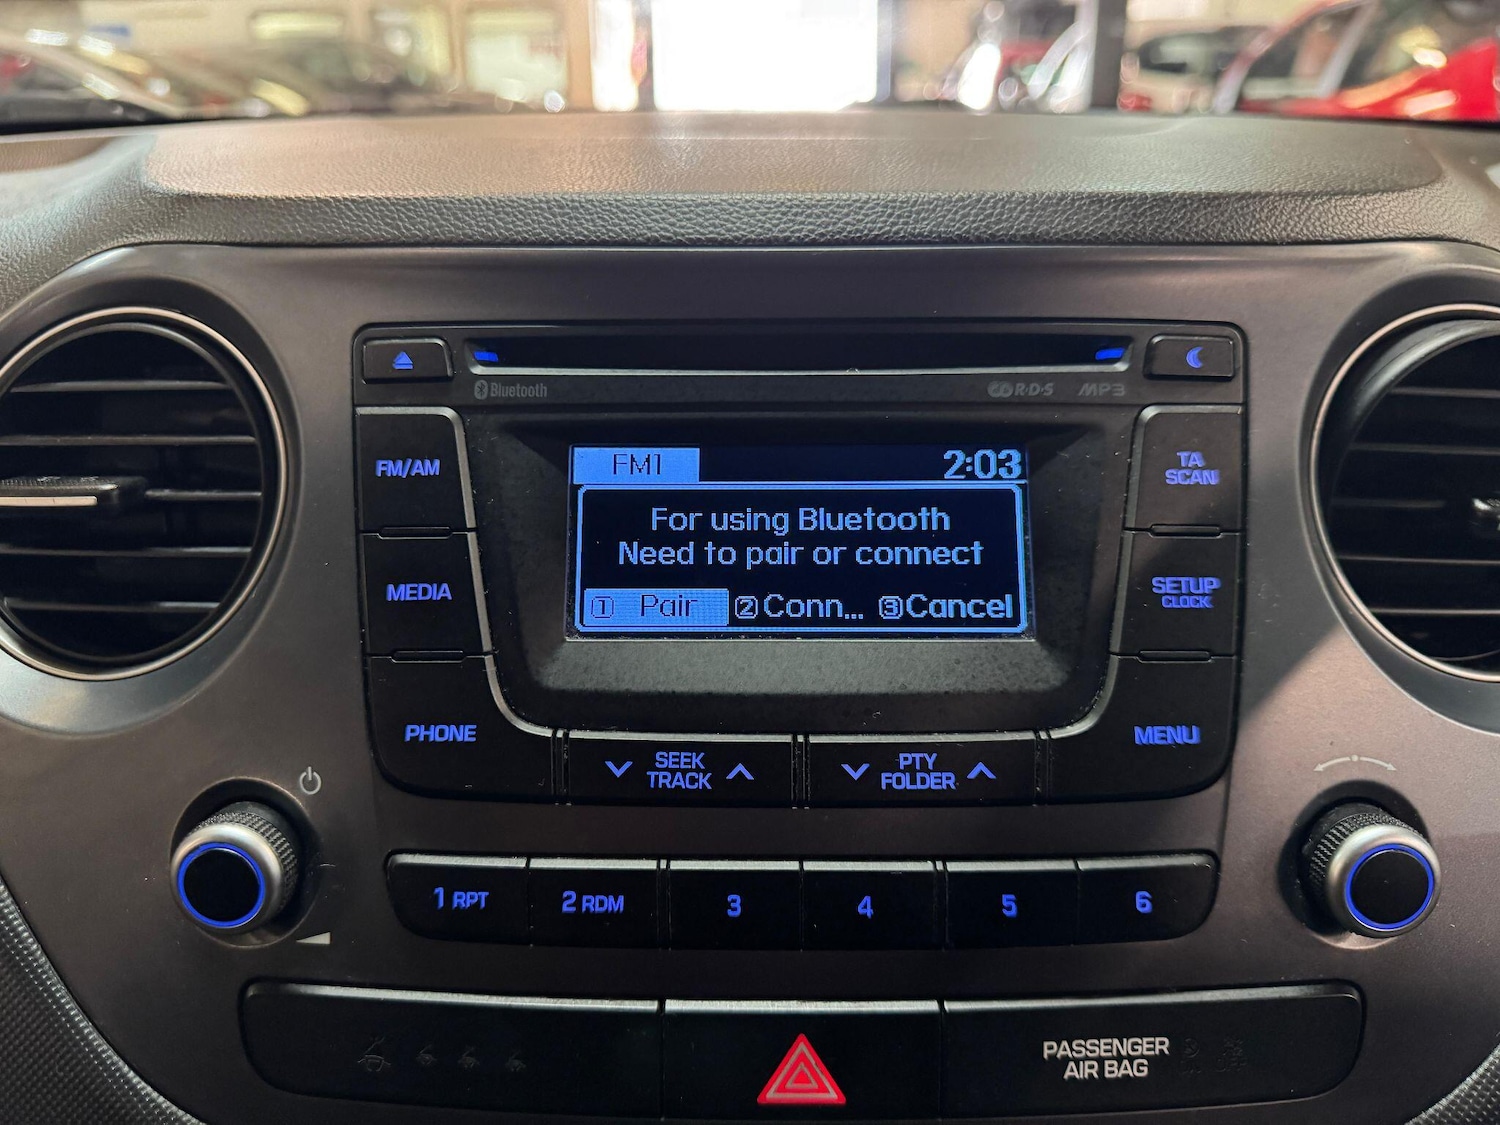 Bluetooth
R·D·S
MP3
FM/AM
MEDIA
PHONE
FM1
2:03
For using Bluetooth
Need to pair or connect
1 Pair
2 Conn...
3 Cancel
TA
SCAN
SETUP
CLOCK
MENU
SEEK
TRACK
PTY
FOLDER
1 RPT
2 RDM
3
4
5
6
PASSENGER
AIR BAG